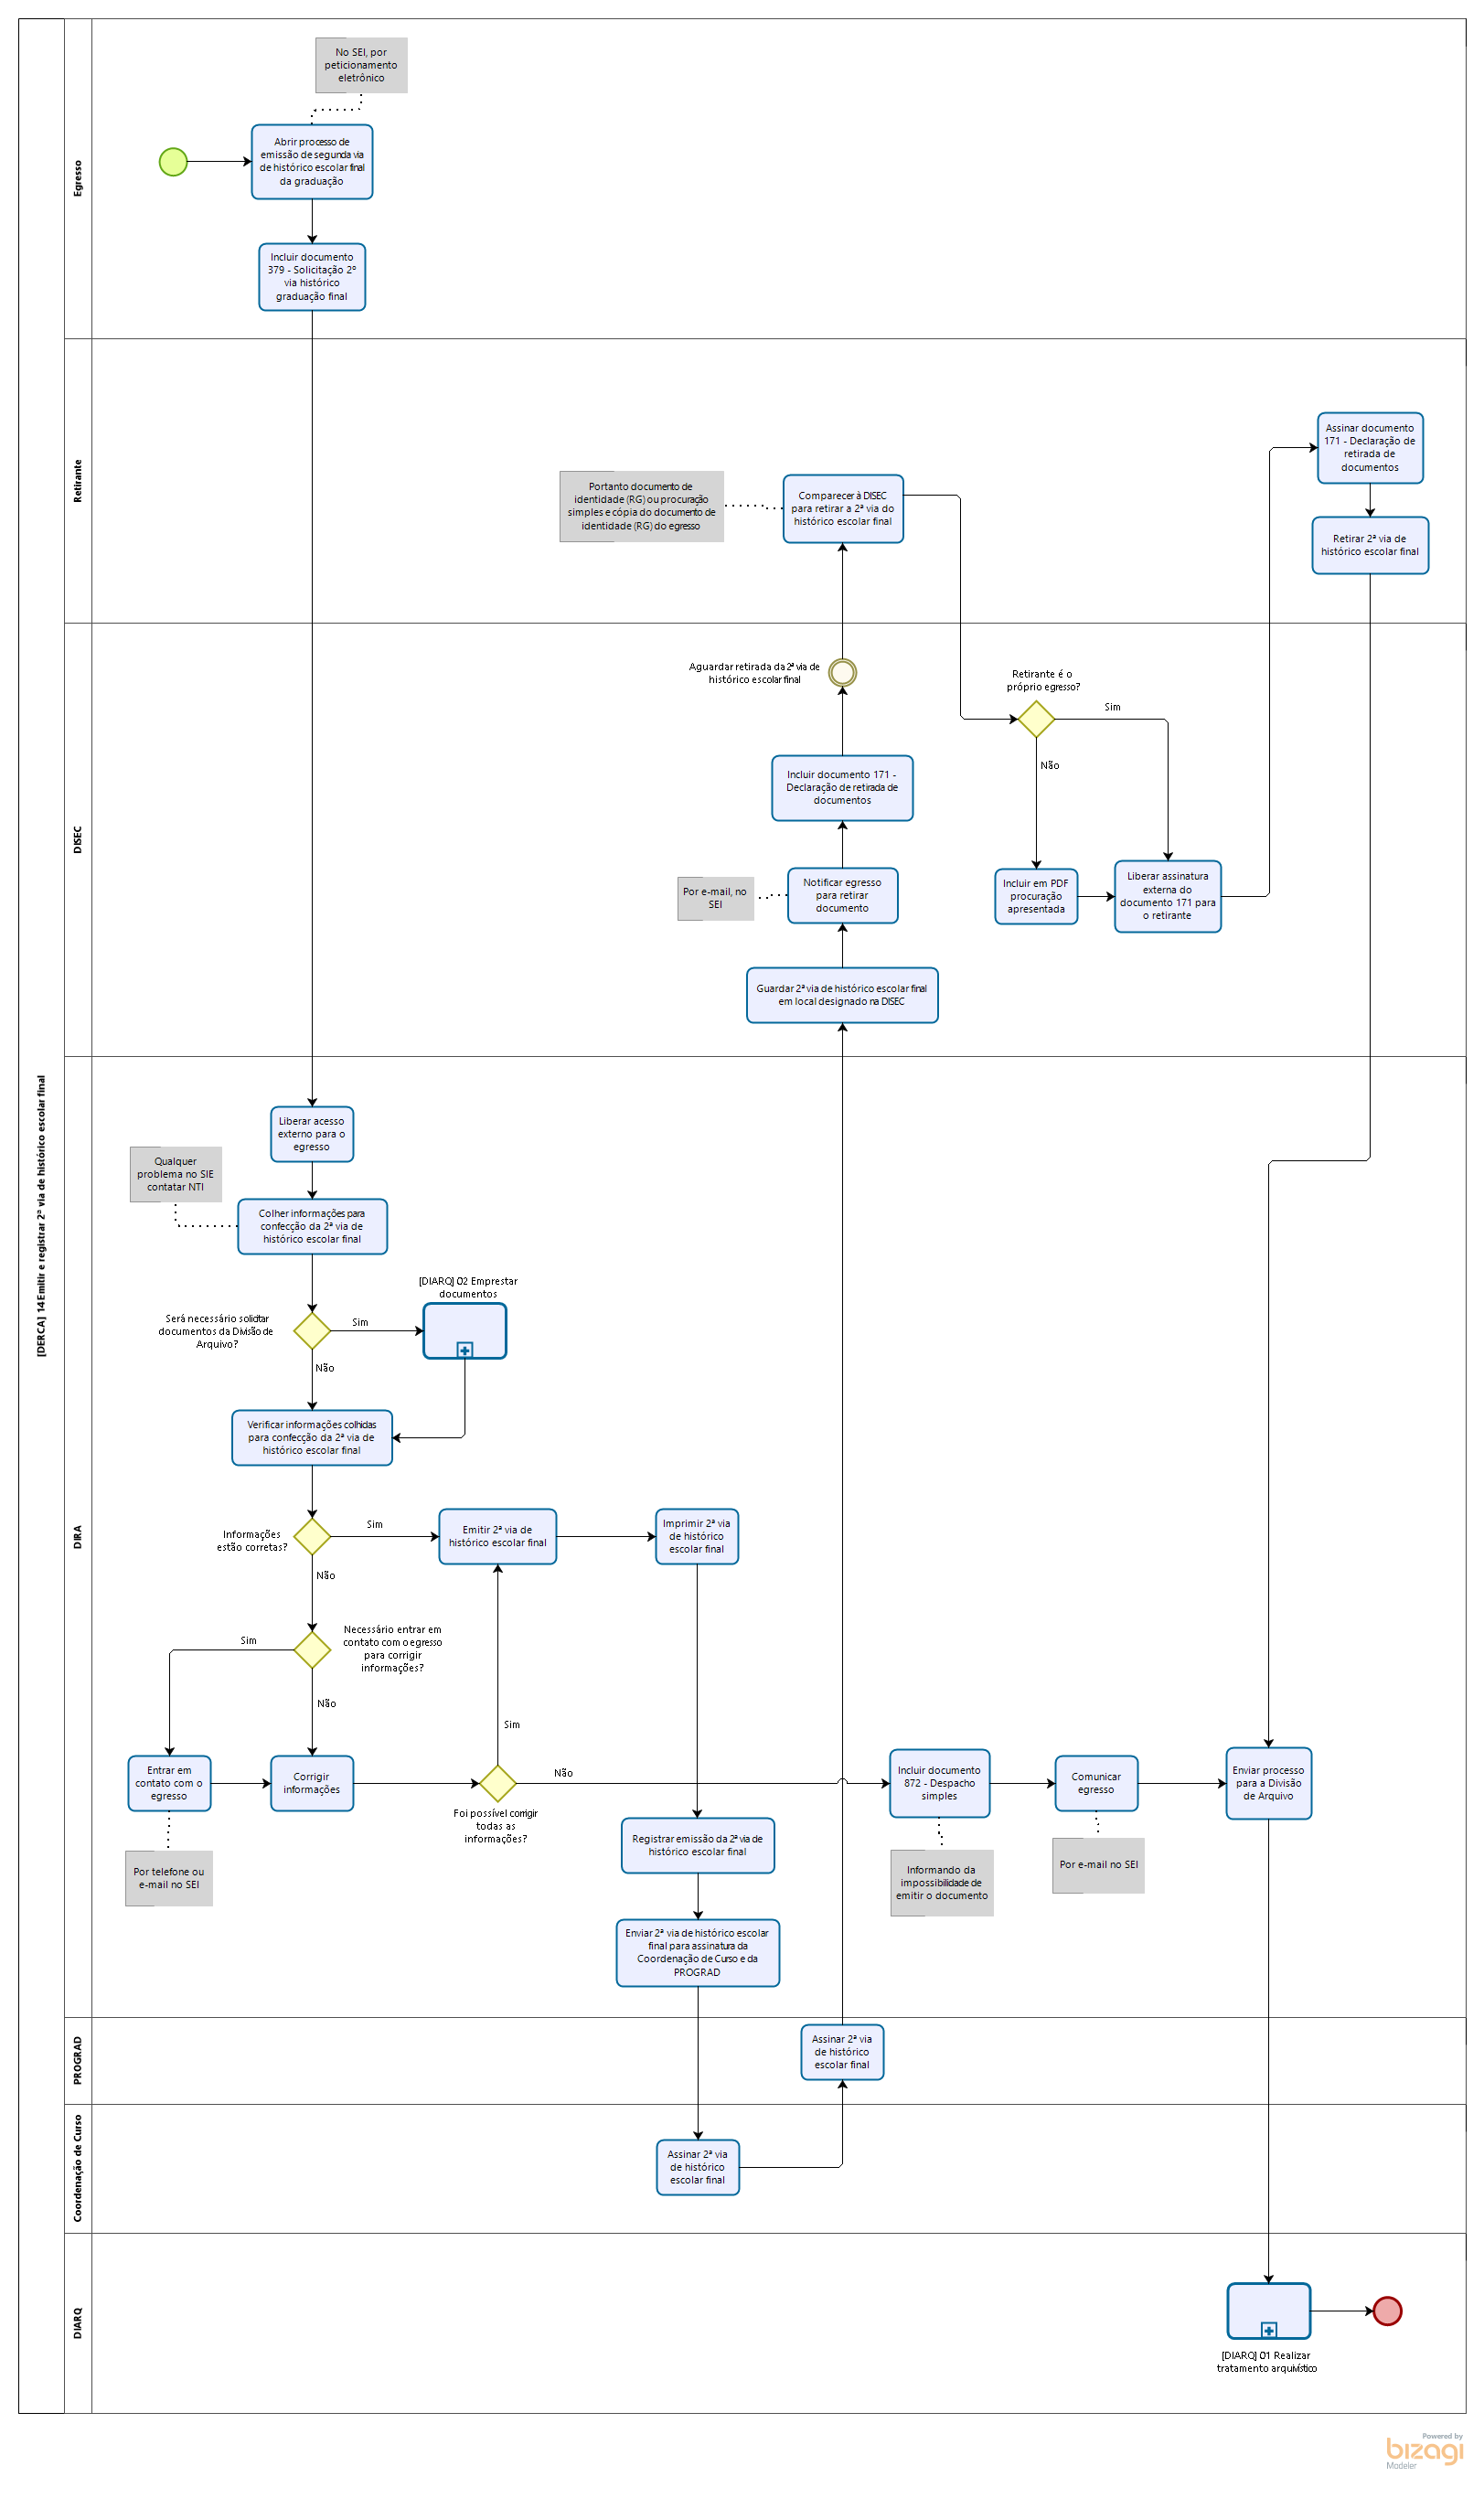 [DERCA] 14 Emitir e registrar 2ª via de histórico escolar final
Egresso
No SEI, por
peticionamento
eletrônico
Abrir processo de
emissão de segunda via
de histórico escolar final
da graduação
Incluir documento
379 - Solicitação 2º
via histórico
graduação final
Retirante
Portanto documento de
identidade (RG) ou procuração
simples e cópia do documento de
identidade (RG) do egresso
Comparecer à DISEC
para retirar a 2ª via do
histórico escolar final
Assinar documento
171 - Declaração de
retirada de
documentos
Retirar 2ª via de
histórico escolar final
DISEC
Aguardar retirada da 2ª via de
histórico escolar final
Retirante é o
próprio egresso?
Sim
Não
Incluir documento 171 -
Declaração de retirada de
documentos
Por e-mail, no
SEI
Notificar egresso
para retirar
documento
Incluir em PDF
procuração
apresentada
Liberar assinatura
externa do
documento 171 para
o retirante
Guardar 2ª via de histórico escolar final
em local designado na DISEC
DIRA
Liberar acesso
externo para o
egresso
Qualquer
problema no SIE
contatar NTI
Colher informações para
confecção da 2ª via de
histórico escolar final
Será necessário solicitar
documentos da Divisão de
Arquivo?
Sim
Não
[DIARQ] 02 Emprestar
documentos
Verificar informações colhidas
para confecção da 2ª via de
histórico escolar final
Informações
estão corretas?
Sim
Não
Emitir 2ª via de
histórico escolar final
Imprimir 2ª via
de histórico
escolar final
Necessário entrar em
contato com o egresso
para corrigir
informações?
Sim
Não
Entrar em
contato com o
egresso
Por telefone ou
e-mail no SEI
Corrigir
informações
Foi possível corrigir
todas as
informações?
Sim
Não
Registrar emissão da 2ª via de
histórico escolar final
Enviar 2ª via de histórico escolar
final para assinatura da
Coordenação de Curso e da
PROGRAD
Incluir documento
872 - Despacho
simples
Informando da
impossibilidade de
emitir o documento
Comunicar
egresso
Por e-mail no SEI
Enviar processo
para a Divisão
de Arquivo
PROGRAD
Assinar 2ª via
de histórico
escolar final
Coordenação de Curso
Assinar 2ª via
de histórico
escolar final
DIARQ
[DIARQ] 01 Realizar
tratamento arquivístico
Powered by
bizagi
Modeler